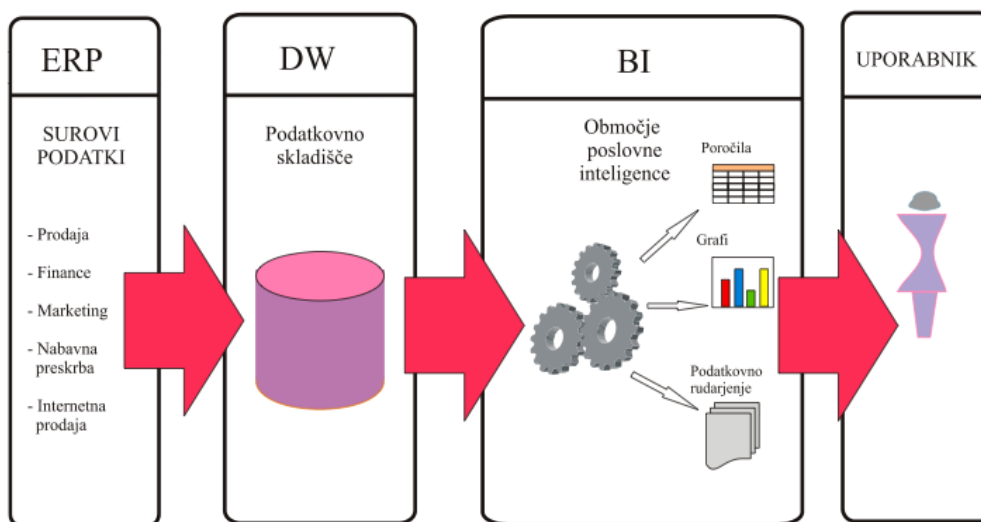 ERP
SUROVI
PODATKI
- Prodaja
- Finance
- Marketing
- Nabavna
preskrba
- Internetna
prodaja
DW
Podatkovno
skladišče
BI
Območje
poslovne
inteligence
Poročila
Grafi
Podatkovno
rudarjenje
UPORABNIK